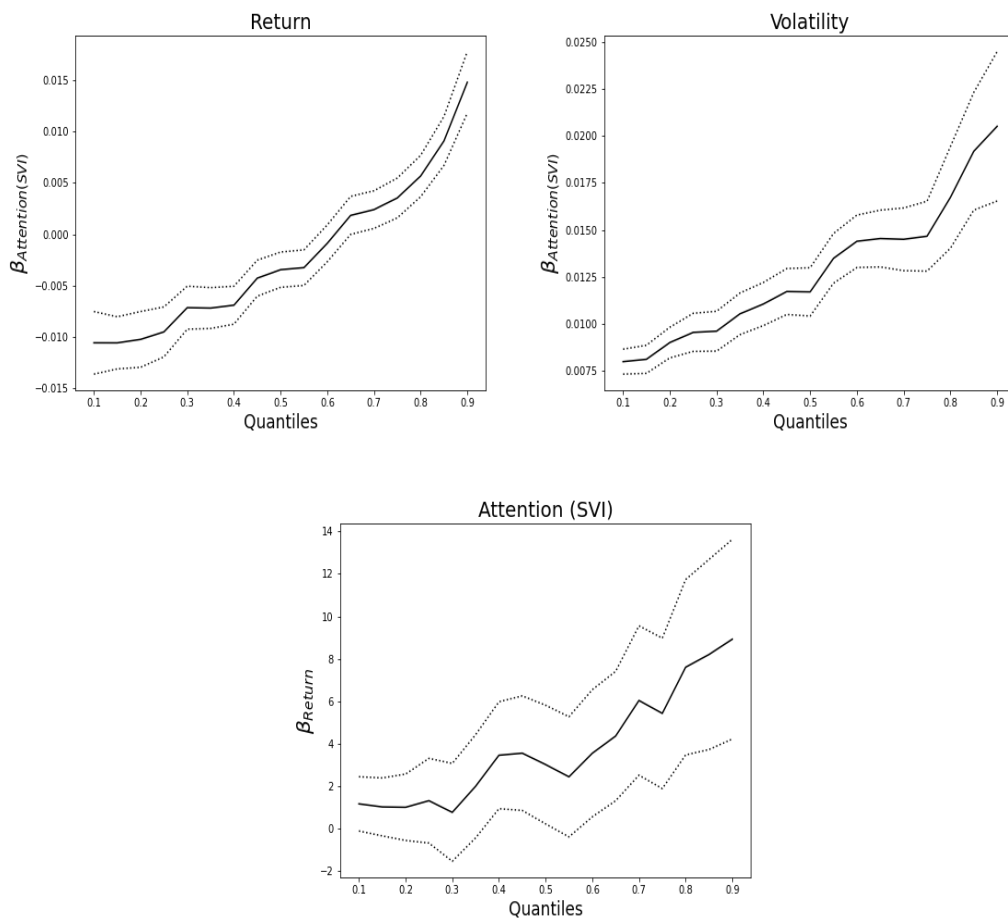 Return
β_Attention(SVI)
0.015
0.010
0.005
0.000
−0.005
−0.010
−0.015
0.1 0.2 0.3 0.4 0.5 0.6 0.7 0.8 0.9
Quantiles
Volatility
β_Attention(SVI)
0.0250
0.0225
0.0200
0.0175
0.0150
0.0125
0.0100
0.0075
0.1 0.2 0.3 0.4 0.5 0.6 0.7 0.8 0.9
Quantiles
Attention (SVI)
β_Return
14
12
10
8
6
4
2
0
−2
0.1 0.2 0.3 0.4 0.5 0.6 0.7 0.8 0.9
Quantiles